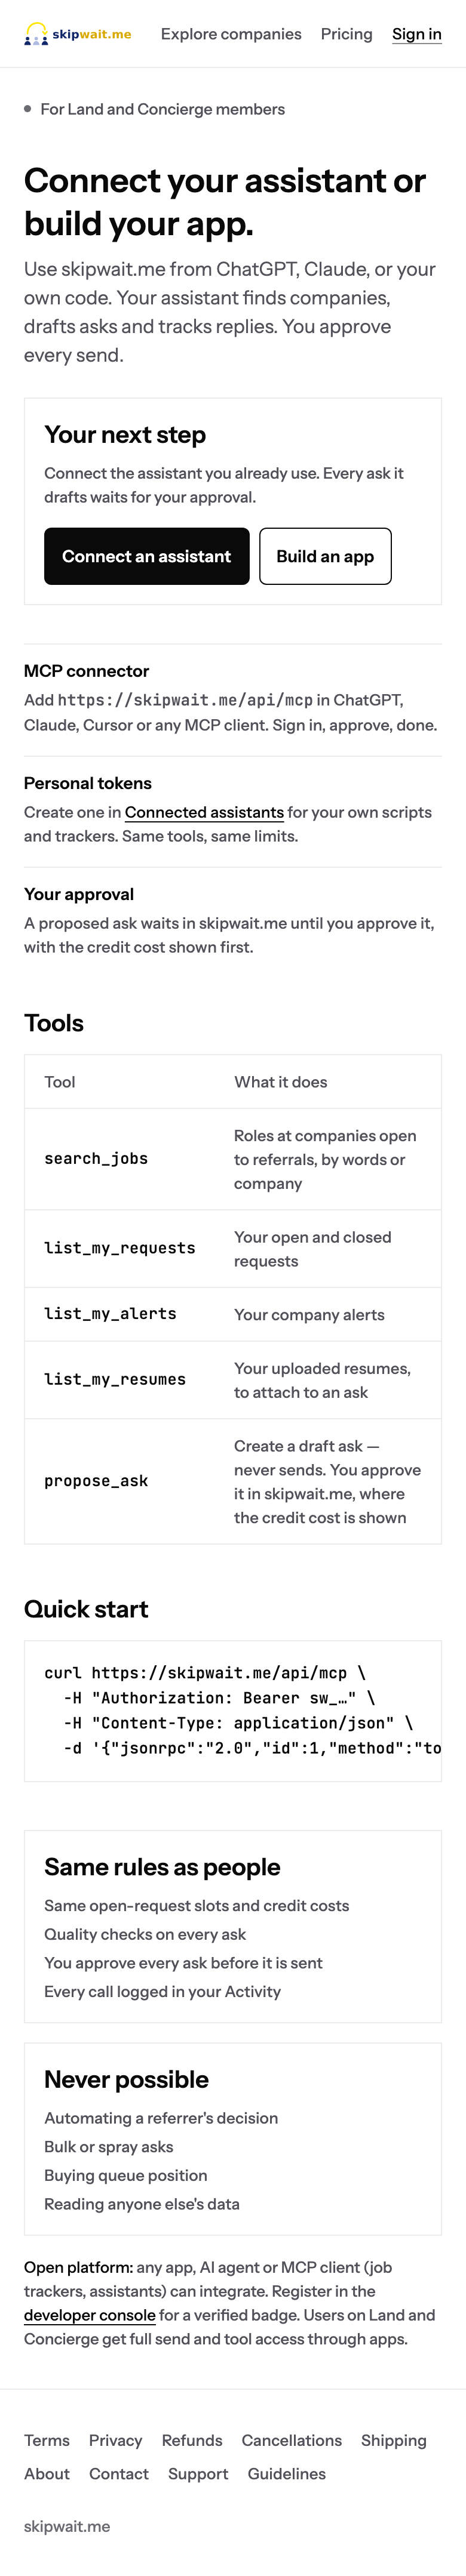 skipwait.me Explore companies Pricing Sign in
For Land and Concierge members
Connect your assistant or
build your app.
Use skipwait.me from ChatGPT, Claude, or your
own code. Your assistant finds companies,
drafts asks and tracks replies. You approve
every send.
Your next step
Connect the assistant you already use. Every ask it
drafts waits for your approval.
Connect an assistant Build an app
MCP connector
Add https://skipwait.me/api/mcp in ChatGPT,
Claude, Cursor or any MCP client. Sign in, approve, done.
Personal tokens
Create one in Connected assistants for your own scripts
and trackers. Same tools, same limits.
Your approval
A proposed ask waits in skipwait.me until you approve it,
with the credit cost shown first.
Tools
Tool What it does
search_jobs
Roles at companies open
to referrals, by words or
company
list_my_requests
Your open and closed
requests
list_my_alerts Your company alerts
list_my_resumes
Your uploaded resumes,
to attach to an ask
propose_ask
Create a draft ask —
never sends. You approve
it in skipwait.me, where
the credit cost is shown
Quick start
curl https://skipwait.me/api/mcp \
-H "Authorization: Bearer sw_…" \
-H "Content-Type: application/json" \
-d '{"jsonrpc":"2.0","id":1,"method":"to
Same rules as people
Same open-request slots and credit costs
Quality checks on every ask
You approve every ask before it is sent
Every call logged in your Activity
Never possible
Automating a referrer's decision
Bulk or spray asks
Buying queue position
Reading anyone else's data
Open platform: any app, AI agent or MCP client (job
trackers, assistants) can integrate. Register in the
developer console for a verified badge. Users on Land and
Concierge get full send and tool access through apps.
Terms Privacy Refunds Cancellations Shipping
About Contact Support Guidelines
skipwait.me